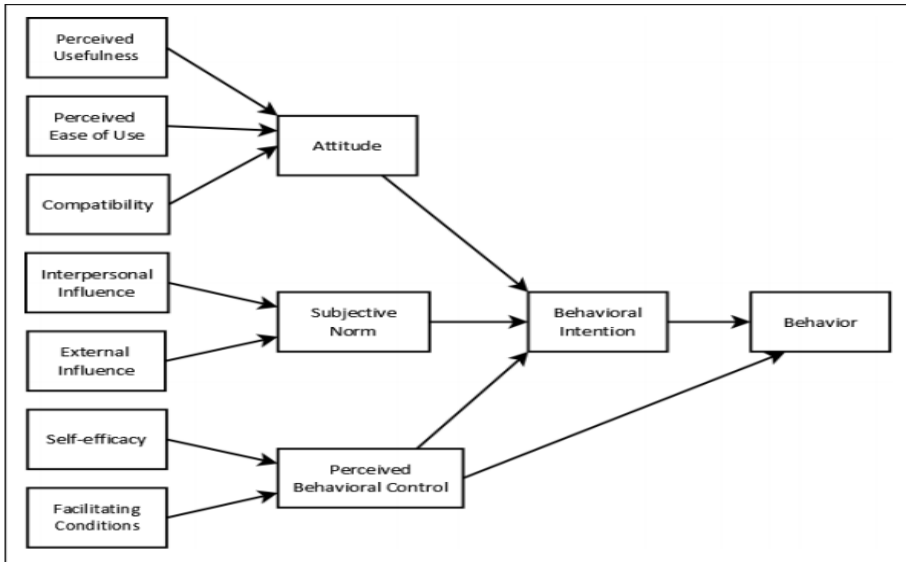 Perceived
Usefulness
Perceived
Ease of Use
Compatibility
Attitude
Interpersonal
Influence
External
Influence
Subjective
Norm
Behavioral
Intention
Behavior
Self-efficacy
Facilitating
Conditions
Perceived
Behavioral Control